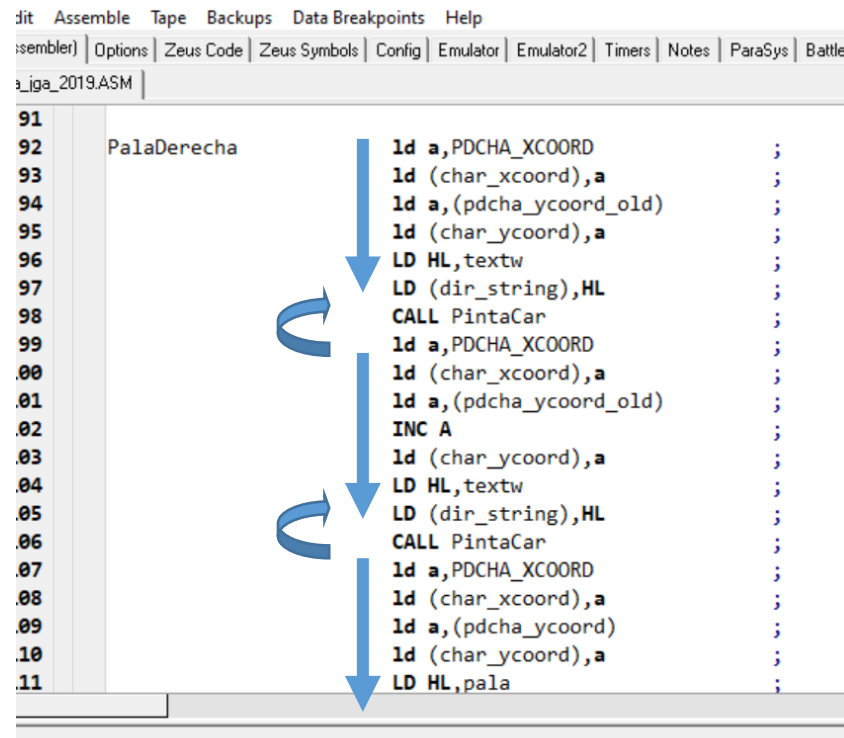 dit Assemble Tape Backups Data Breakpoints Help
ssembler) Options Zeus Code Zeus Symbols Config Emulator Emulator2 Timers Notes ParaSys Battle
a_jga_2019.ASM
91
92 PalaDerecha ld a,PDCHA_XCOORD ;
93 ld (char_xcoord),a ;
94 ld a,(pdcha_ycoord_old) ;
95 ld (char_ycoord),a ;
96 LD HL,textw ;
97 LD (dir_string),HL ;
98 CALL PintaCar ;
99 ld a,PDCHA_XCOORD ;
00 ld (char_xcoord),a ;
01 ld a,(pdcha_ycoord_old) ;
02 INC A ;
03 ld (char_ycoord),a ;
04 LD HL,textw ;
05 LD (dir_string),HL ;
06 CALL PintaCar ;
07 ld a,PDCHA_XCOORD ;
08 ld (char_xcoord),a ;
09 ld a,(pdcha_ycoord) ;
10 ld (char_ycoord),a ;
11 LD HL,pala ;